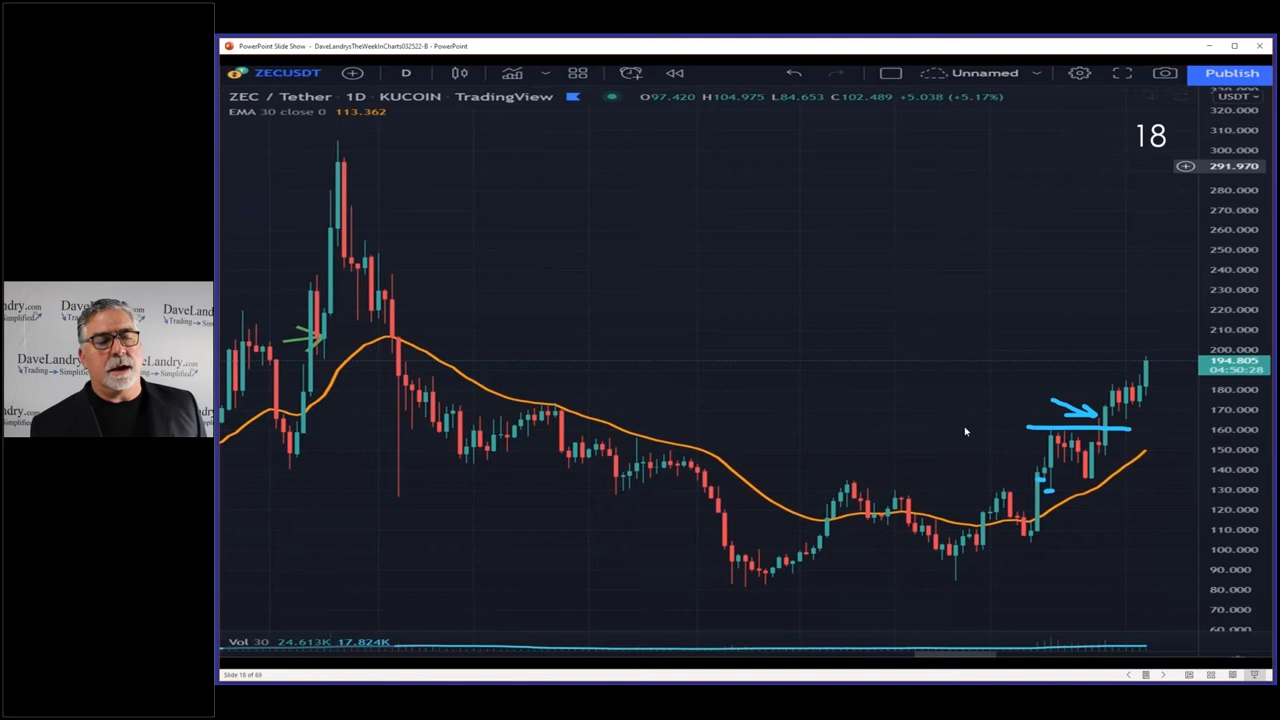 PowerPoint Slide Show - DaveLandrysTheWeekInCharts032522-B - PowerPoint
ZECUSDT
D
Unnamed
Publish
ZEC / Tether · 1D · KUCOIN · TradingView
O97.420 H104.975 L84.653 C102.489 +5.038 (+5.17%)
USDT
EMA 30 close 0 113.362
320.000
18
310.000
300.000
291.970
280.000
270.000
260.000
250.000
240.000
230.000
220.000
210.000
200.000
194.805
04:50:28
180.000
170.000
160.000
150.000
140.000
130.000
120.000
110.000
100.000
90.000
80.000
70.000
60.000
Vol 30 24.613K 17.824K
Slide 18 of 69
ndry.com
DaveLandry.com
Trading Simplified
DaveLa
Trading
DaveLandry.com
Trading Simplified
Landry.com
Simplified